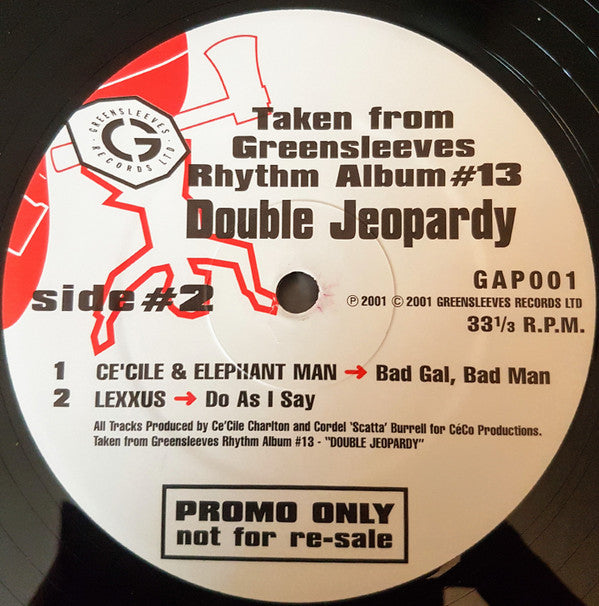 GREENSLEEVES
RECORDS LTD.
G
Taken from
Greensleeves
Rhythm Album #13
Double Jeopardy
side #2
GAP001
℗ 2001 © 2001 GREENSLEEVES RECORDS LTD
33⅓ R.P.M.
1 CE'CILE & ELEPHANT MAN → Bad Gal, Bad Man
2 LEXXUS → Do As I Say
All Tracks Produced by Ce'Cile Charlton and Cordel 'Scatta' Burrell for CéCo Productions.
Taken from Greensleeves Rhythm Album #13 - "DOUBLE JEOPARDY"
PROMO ONLY
not for re-sale